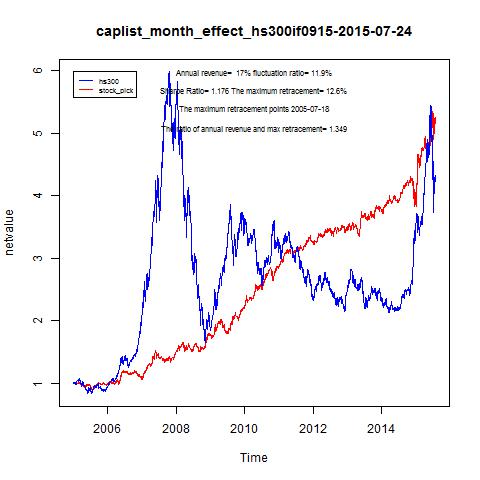 caplist_month_effect_hs300if0915-2015-07-24
hs300
stock_pick
Annual revenue= 17% fluctuation ratio= 11.9%
Sharpe Ratio= 1.176 The maximum retracement= 12.6%
The maximum retracement points 2005-07-18
The ratio of annual revenue and max retracement= 1.349
6
5
4
3
2
1
netvalue
2006 2008 2010 2012 2014
Time